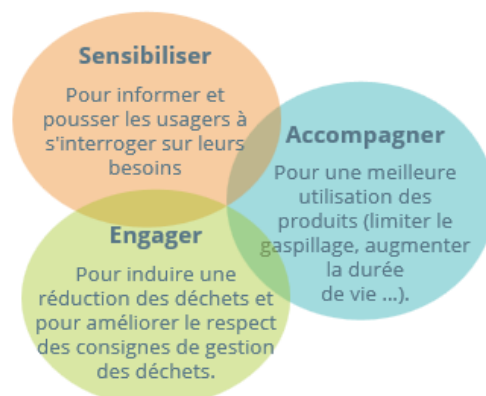 Sensibiliser
Pour informer et
pousser les usagers à
s'interroger sur leurs
besoins
Accompagner
Pour une meilleure
utilisation des
produits (limiter le
gaspillage, augmenter
la durée
de vie ...).
Engager
Pour induire une
réduction des déchets et
pour améliorer le respect
des consignes de gestion
des déchets.